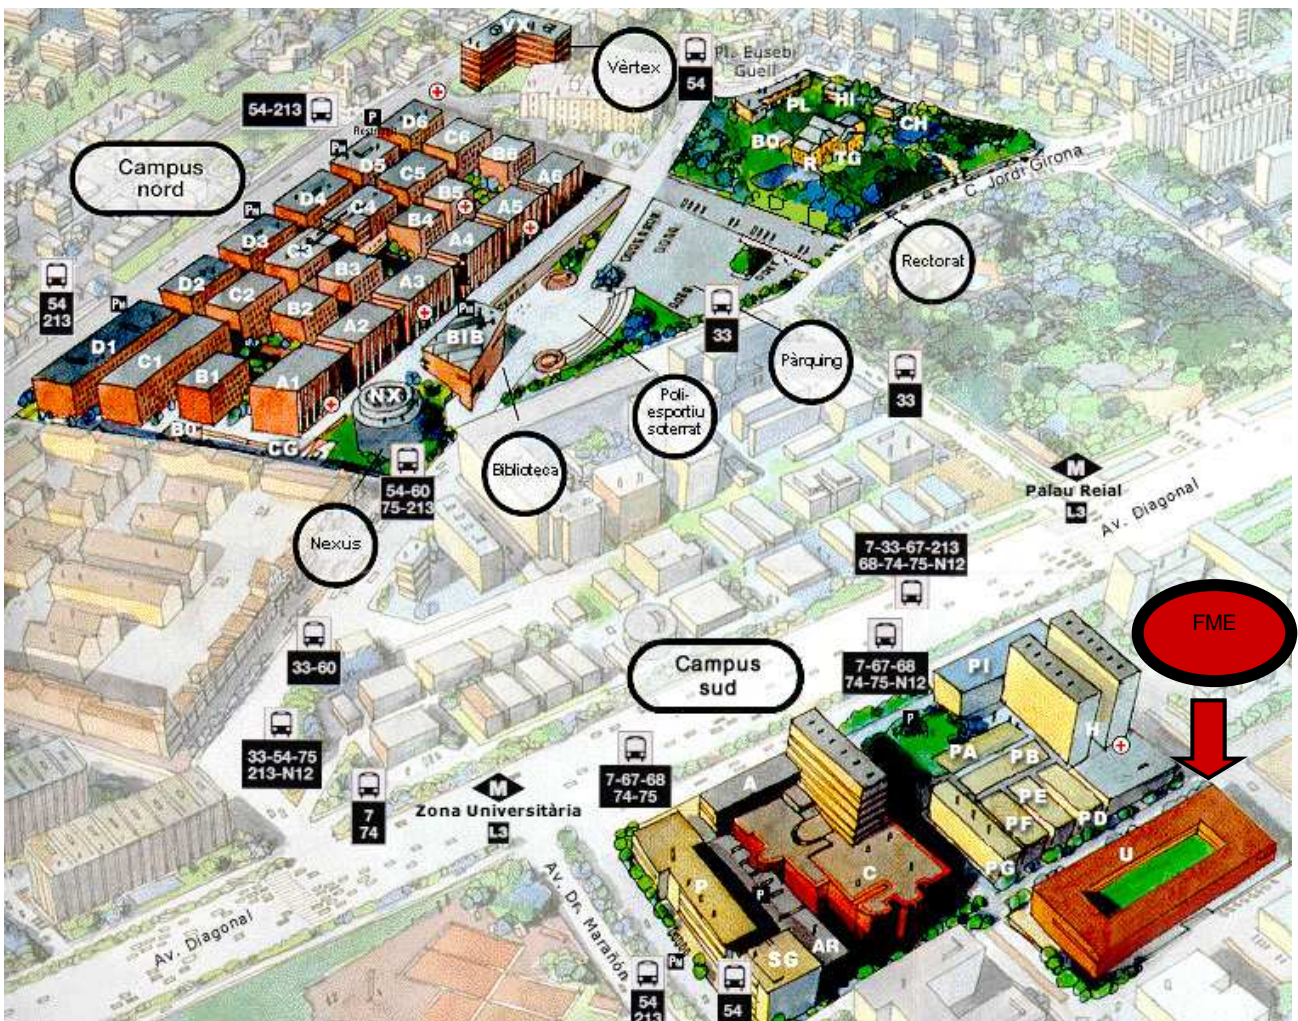 VX
Vèrtex
54
Pl. Eusebi
Güell
54-213
P
Campus
nord
D6
C6
B6
A6
D5
C5
B5
A5
D4
C4
B4
A4
D3
C3
B3
A3
D2
C2
B2
A2
D1
C1
B1
A1
B0
CG
NX
BIB
PL
HI
CH
BO
R
TG
C. Jordi Girona
Rectorat
54
213
33
Pàrquing
33
Poli-
esportiu
soterrat
Biblioteca
Nexus
54-60
75-213
M
Palau Reial
L3
Av. Diagonal
7-33-67-213
68-74-75-N12
FME
33-60
Campus
sud
7-67-68
74-75-N12
PI
H
P
33-54-75
213-N12
7
74
M
Zona Universitària
L3
7-67-68
74-75
A
PA
PB
PE
PF
PD
PG
U
C
P
P
AR
SG
Av. Diagonal
Av. Dr. Marañón
54
213
54